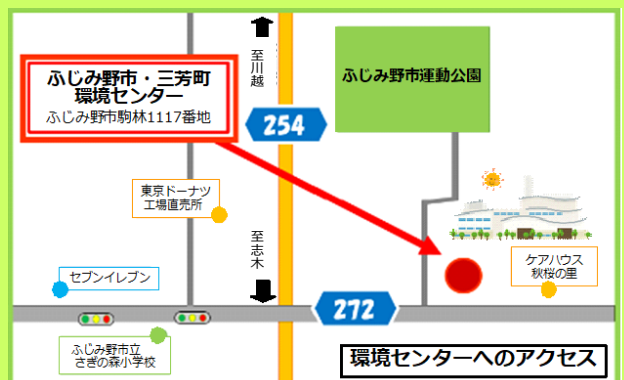 ふじみ野市・三芳町
環境センター
ふじみ野市駒林1117番地
至川越
ふじみ野市運動公園
254
東京ドーナツ
工場直売所
至志木
ケアハウス
秋桜の里
セブンイレブン
272
ふじみ野市立
さぎの森小学校
環境センターへのアクセス